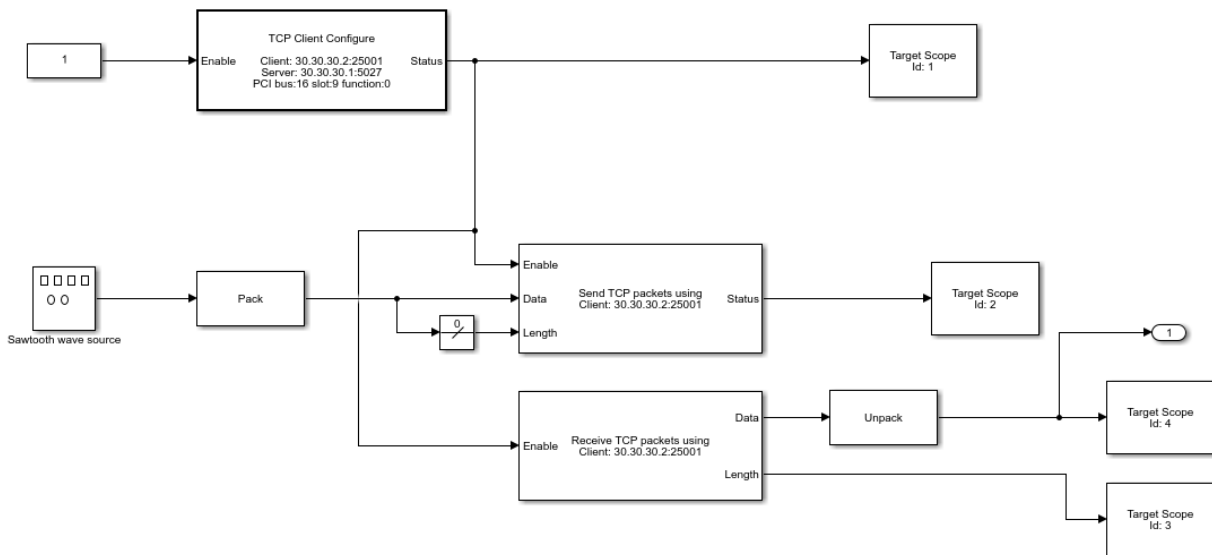 1
Enable
TCP Client Configure
Client: 30.30.30.2:25001
Server: 30.30.30.1:5027
PCI bus:16 slot:9 function:0
Status
Target Scope
Id: 1
Sawtooth wave source
Pack
0
Enable
Data
Length
Send TCP packets using
Client: 30.30.30.2:25001
Status
Target Scope
Id: 2
1
Enable
Receive TCP packets using
Client: 30.30.30.2:25001
Data
Length
Unpack
Target Scope
Id: 4
Target Scope
Id: 3